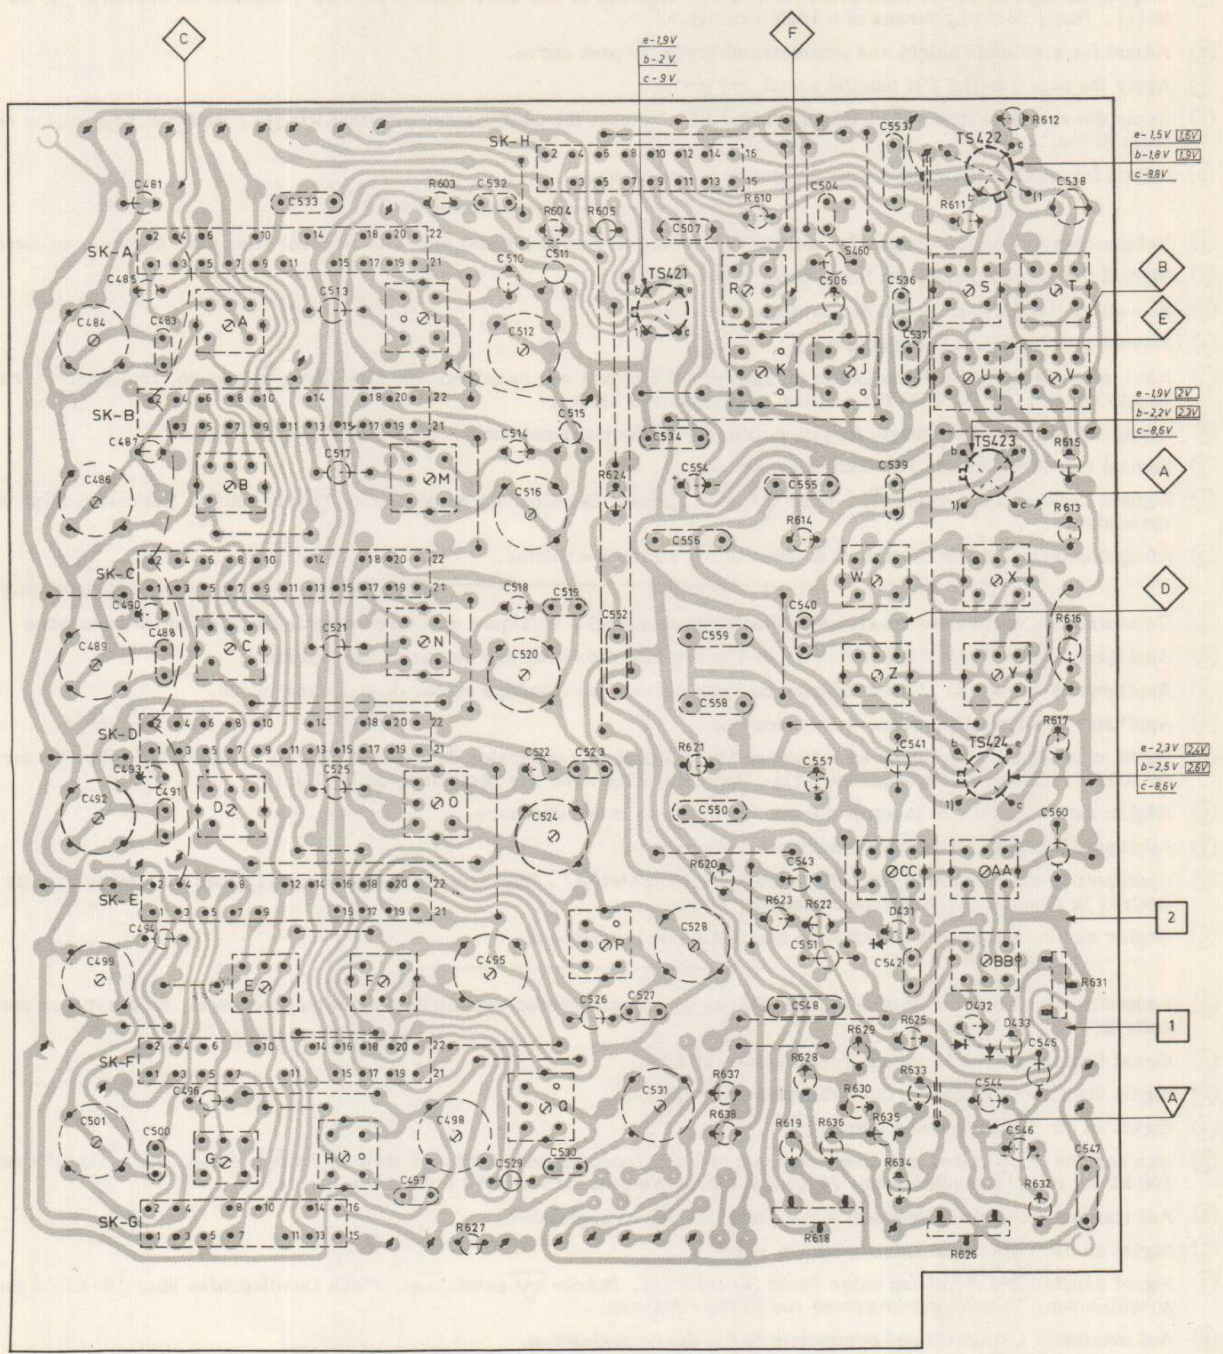 C
F
e-1,9V
b-2V
c-9V
SK-H
2 4 6 8 10 12 14 16
1 3 5 7 9 11 13 15
C553
TS422
R612
e-1,5V 1,6V
b-1,8V 1,9V
c-8,8V
e
c
b
(1
C481
C533
R603
C532
R604
R605
C507
R610
C504
R611
C538
SK-A
2 4 6 10 14 18 20 22
1 3 5 7 9 11 15 17 19 21
C510
C511
TS421
S460
b
e
1)
c
R
C506
C536
S
T
B
C485
C484
C483
A
C513
L
C512
E
K
J
C537
U
V
SK-B
2 4 6 8 10 14 18 20 22
3 5 7 9 11 13 15 17 19 21
e-1,9V 2V
b-2,2V 2,3V
c-8,6V
C487
C486
B
C517
M
C514
C515
C516
C534
R624
C554
C555
C539
TS423
b
e
1)
c
R615
A
R613
C556
R614
SK-C
2 4 6 8 10 14 18 20 22
1 3 5 7 9 11 13 15 17 19 21
W
X
D
C490
C489
C488
C
C521
N
C518
C519
C520
C552
C559
C540
R616
Z
Y
C558
SK-D
2 4 6 8 10 14 18 20 22
1 3 5 7 9 11 13 15 17 19 21
R617
C493
C492
C491
D
C525
O
C522
C523
C524
R621
C557
C541
TS424
b
e
1)
c
e-2,3V 2,4V
b-2,5V 2,6V
c-8,6V
C550
C560
SK-E
2 4 8 12 14 16 18 20 22
1 3 5 7 9 15 17 19 21
R620
C543
CC
AA
C494
C499
E
F
C495
P
C528
R623
R622
D431
C551
C542
BB
2
R631
C526
C527
C548
D432
D433
1
SK-F
2 4 6 10 14 16 18 20 22
1 3 5 7 11 15 17 19 21
R629
R625
C545
C496
C501
C500
G
H
C498
Q
C531
R637
R638
R628
R630
R633
C544
A
R619
R636
R635
C546
C547
C529
C530
C497
R634
R632
SK-G
2 4 8 10 14 16
1 3 5 7 11 13 15
R627
R618
R626